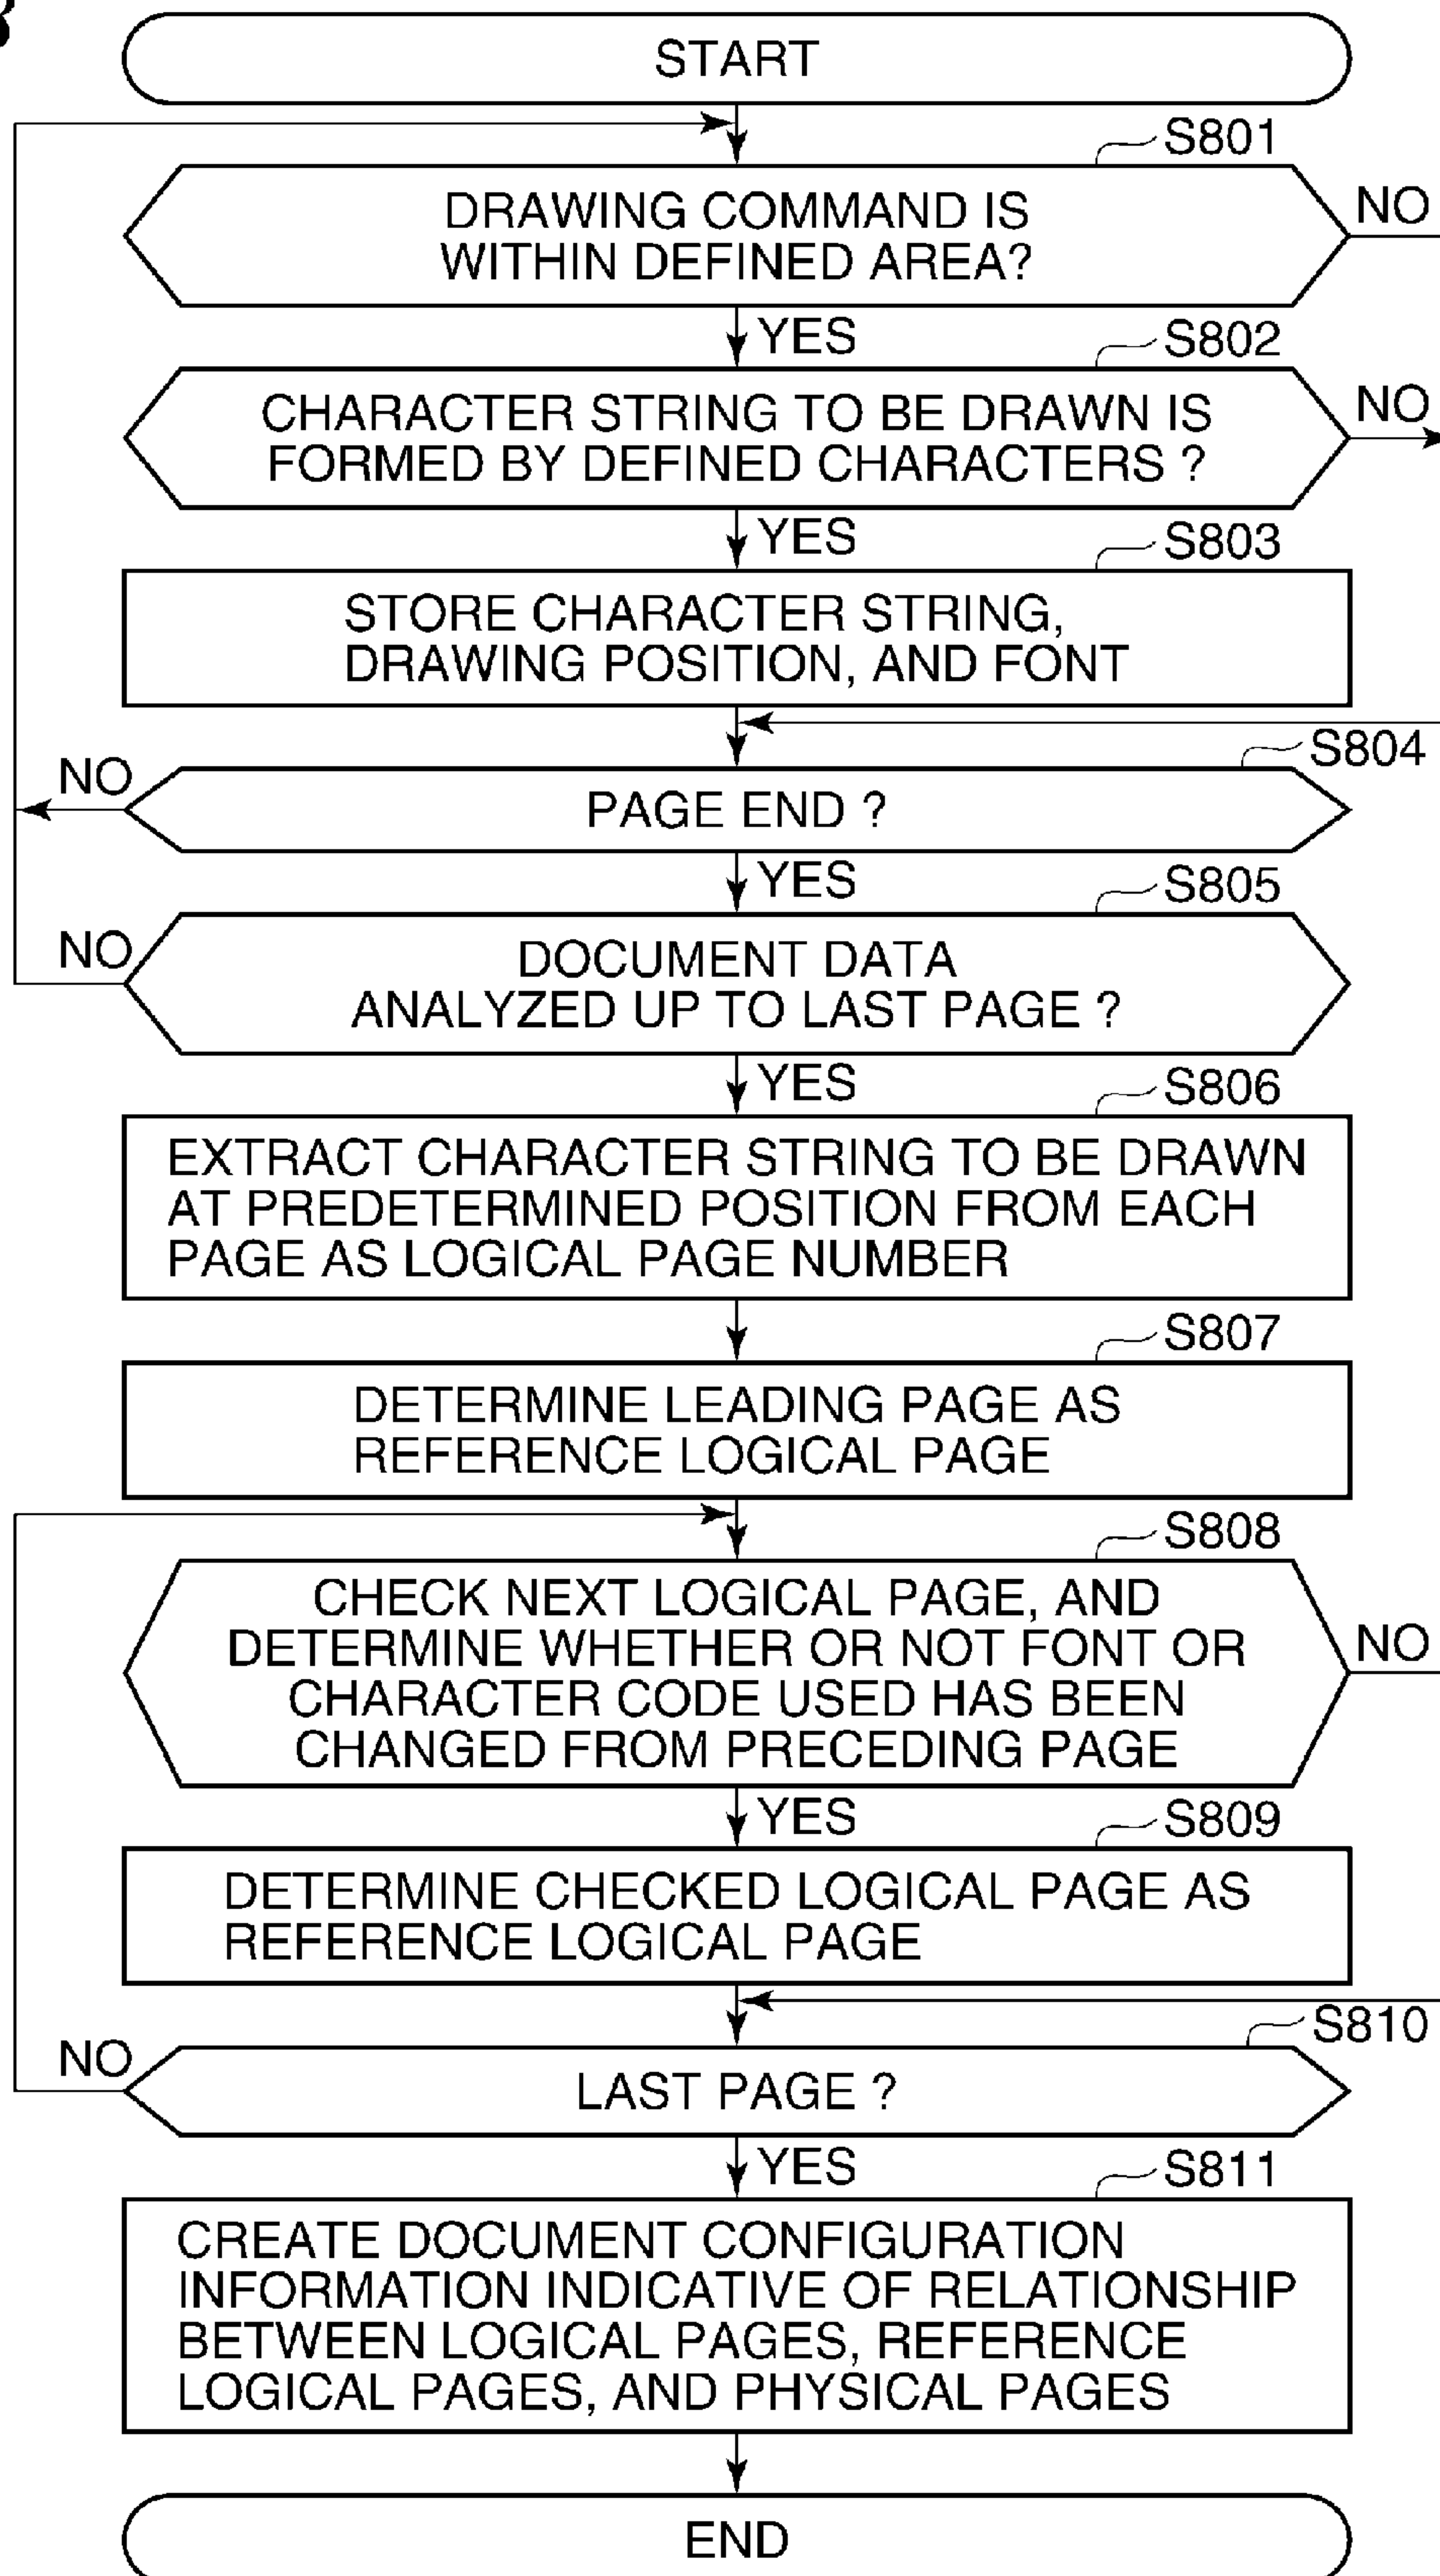 START
S801
DRAWING COMMAND IS
WITHIN DEFINED AREA?
NO
YES
S802
CHARACTER STRING TO BE DRAWN IS
FORMED BY DEFINED CHARACTERS ?
NO
YES
S803
STORE CHARACTER STRING,
DRAWING POSITION, AND FONT
S804
NO
PAGE END ?
YES
S805
NO
DOCUMENT DATA
ANALYZED UP TO LAST PAGE ?
YES
S806
EXTRACT CHARACTER STRING TO BE DRAWN
AT PREDETERMINED POSITION FROM EACH
PAGE AS LOGICAL PAGE NUMBER
S807
DETERMINE LEADING PAGE AS
REFERENCE LOGICAL PAGE
S808
CHECK NEXT LOGICAL PAGE, AND
DETERMINE WHETHER OR NOT FONT OR
CHARACTER CODE USED HAS BEEN
CHANGED FROM PRECEDING PAGE
NO
YES
S809
DETERMINE CHECKED LOGICAL PAGE AS
REFERENCE LOGICAL PAGE
S810
NO
LAST PAGE ?
YES
S811
CREATE DOCUMENT CONFIGURATION
INFORMATION INDICATIVE OF RELATIONSHIP
BETWEEN LOGICAL PAGES, REFERENCE
LOGICAL PAGES, AND PHYSICAL PAGES
END